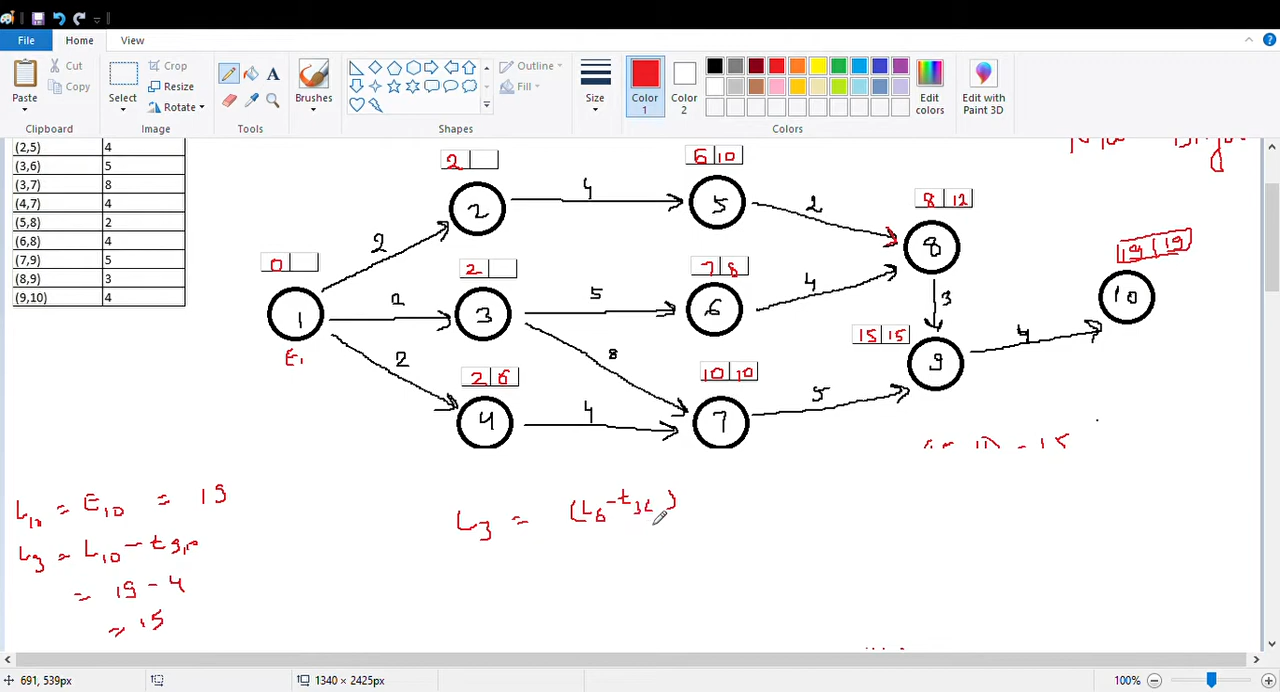 File Home View
Paste Cut Copy
Select Crop Resize Rotate
A
Brushes
Outline Fill
Size
Color 1 Color 2
Edit colors
Edit with Paint 3D
Clipboard Image Tools Shapes Colors
(2,5) 4
(3,6) 5
(3,7) 8
(4,7) 4
(5,8) 2
(6,8) 4
(7,9) 5
(8,9) 3
(9,10) 4
2
6 10
2 4 5 2
8 12
8
19 19
2
0
2
7 8
1 2 3 5 6 4 3 10
E1
15 15
2 8 9 4
2 6
10 10
4 4 7 5
L10 = E10 = 19
L9 = L10 - t9,10
= 19 - 4
= 15
L3 = (L6 - t36)
691, 539px 1340 × 2425px 100%